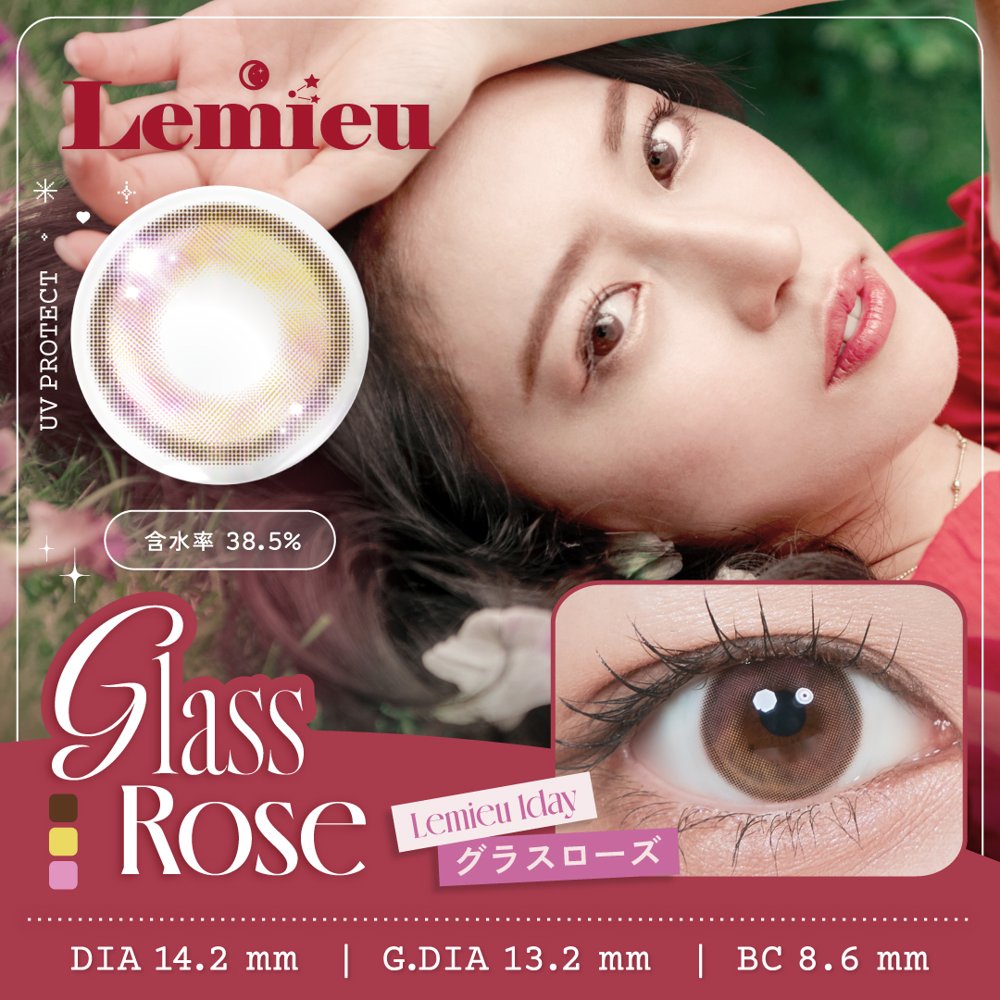 Lemieu
UV PROTECT
含水率 38.5%
Glass
Rose
Lemieu 1day
グラスローズ
DIA 14.2 mm | G.DIA 13.2 mm | BC 8.6 mm